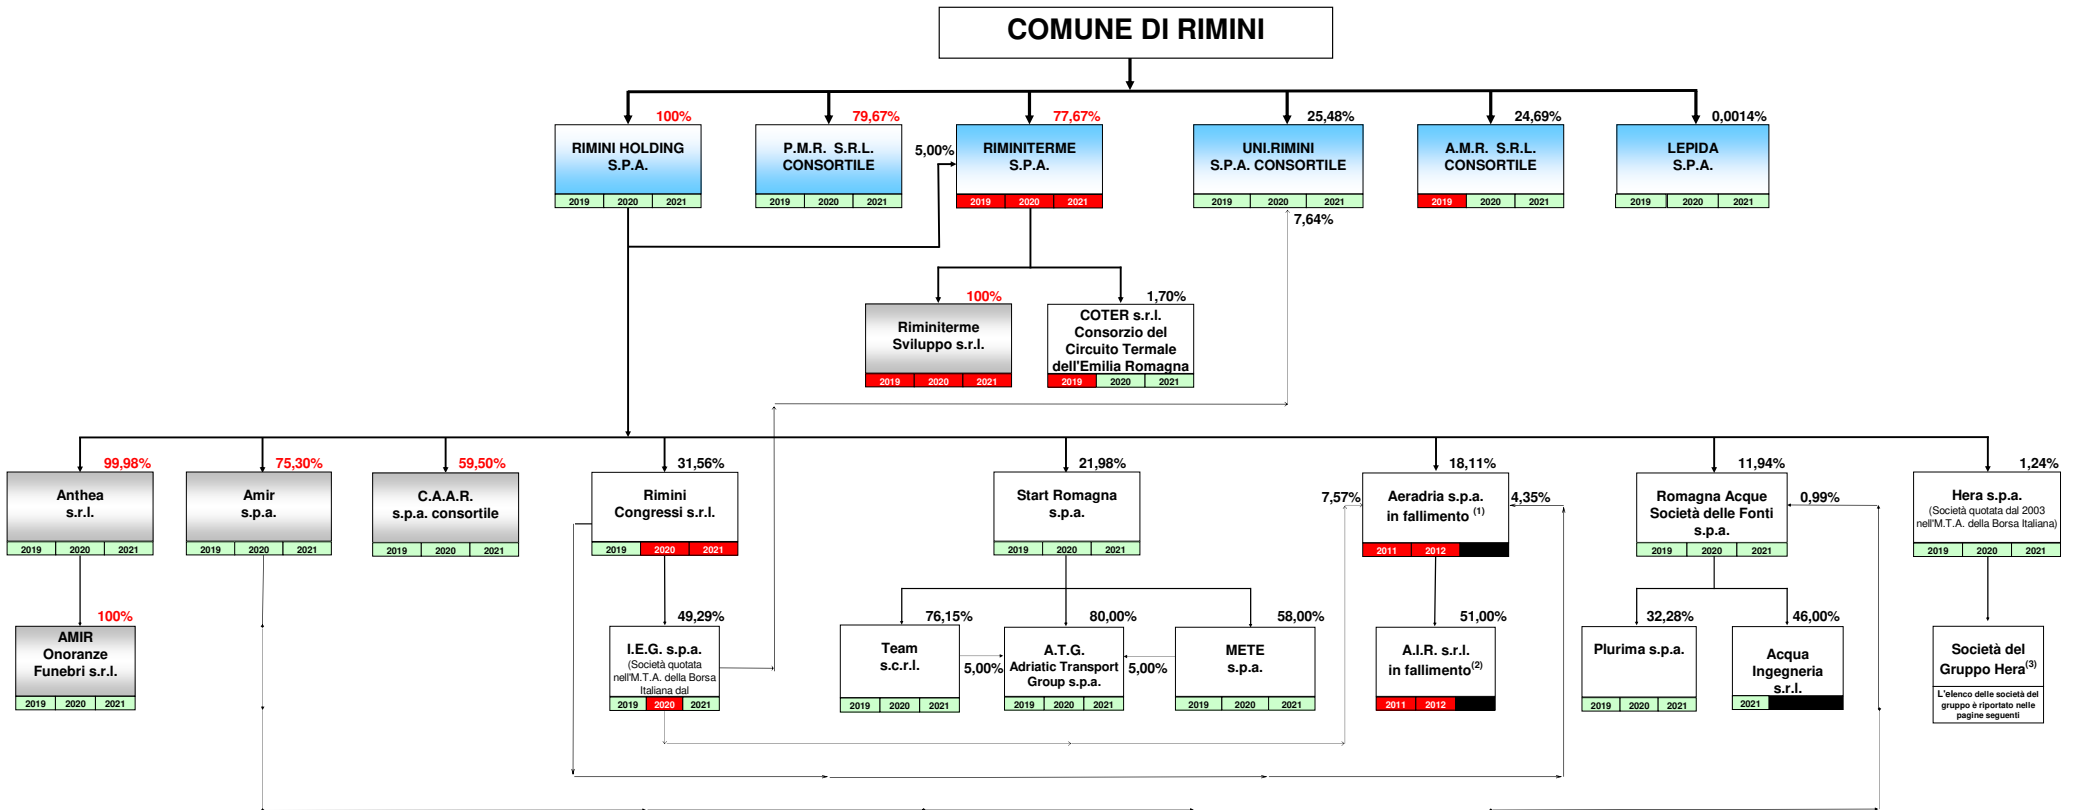 COMUNE DI RIMINI
100%
RIMINI HOLDING
S.P.A.
2019 2020 2021
79,67%
P.M.R. S.R.L.
CONSORTILE
2019 2020 2021
5,00%
77,67%
RIMINITERME
S.P.A.
2019 2020 2021
25,48%
UNI.RIMINI
S.P.A. CONSORTILE
2019 2020 2021
7,64%
24,69%
A.M.R. S.R.L.
CONSORTILE
2019 2020 2021
0,0014%
LEPIDA
S.P.A.
2019 2020 2021
100%
Riminiterme
Sviluppo s.r.l.
2019 2020 2021
1,70%
COTER s.r.l.
Consorzio del
Circuito Termale
dell'Emilia Romagna
2019 2020 2021
99,98%
Anthea
s.r.l.
2019 2020 2021
75,30%
Amir
s.p.a.
2019 2020 2021
59,50%
C.A.A.R.
s.p.a. consortile
2019 2020 2021
31,56%
Rimini
Congressi s.r.l.
2019 2020 2021
21,98%
Start Romagna
s.p.a.
2019 2020 2021
7,57%
18,11%
Aeradria s.p.a.
in fallimento (1)
2011 2012
4,35%
11,94%
Romagna Acque
Società delle Fonti
s.p.a.
2019 2020 2021
0,99%
1,24%
Hera s.p.a.
(Società quotata dal 2003
nell'M.T.A. della Borsa Italiana)
2019 2020 2021
100%
AMIR
Onoranze
Funebri s.r.l.
2019 2020 2021
49,29%
I.E.G. s.p.a.
(Società quotata
nell'M.T.A. della Borsa
Italiana dal
2019 2020 2021
76,15%
Team
s.c.r.l.
2019 2020 2021
5,00%
80,00%
A.T.G.
Adriatic Transport
Group s.p.a.
2019 2020 2021
5,00%
58,00%
METE
s.p.a.
2019 2020 2021
51,00%
A.I.R. s.r.l.
in fallimento(2)
2011 2012
32,28%
Plurima s.p.a.
2019 2020 2021
46,00%
Acqua
Ingegneria
s.r.l.
2021
Società del
Gruppo Hera(3)
L'elenco delle società del
gruppo è riportato nelle
pagine seguenti